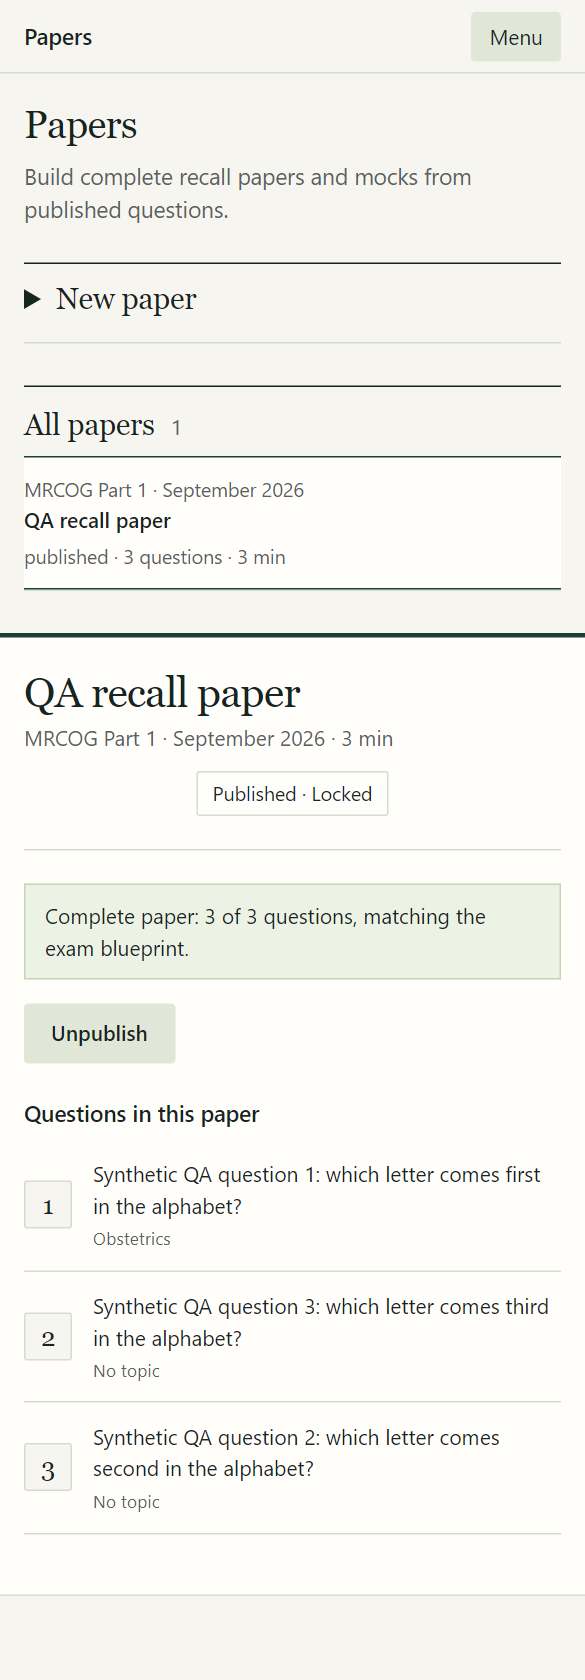 Papers
Menu
Papers
Build complete recall papers and mocks from
published questions.
New paper
All papers 1
MRCOG Part 1 · September 2026
QA recall paper
published · 3 questions · 3 min
QA recall paper
MRCOG Part 1 · September 2026 · 3 min
Published · Locked
Complete paper: 3 of 3 questions, matching the
exam blueprint.
Unpublish
Questions in this paper
1
Synthetic QA question 1: which letter comes first
in the alphabet?
Obstetrics
2
Synthetic QA question 3: which letter comes third
in the alphabet?
No topic
3
Synthetic QA question 2: which letter comes
second in the alphabet?
No topic